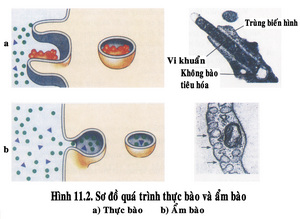 a
Trùng biến hình
Vi khuẩn
Không bào
tiêu hóa
b
Hình 11.2. Sơ đồ quá trình thực bào và ẩm bào
a) Thực bào b) Ẩm bào